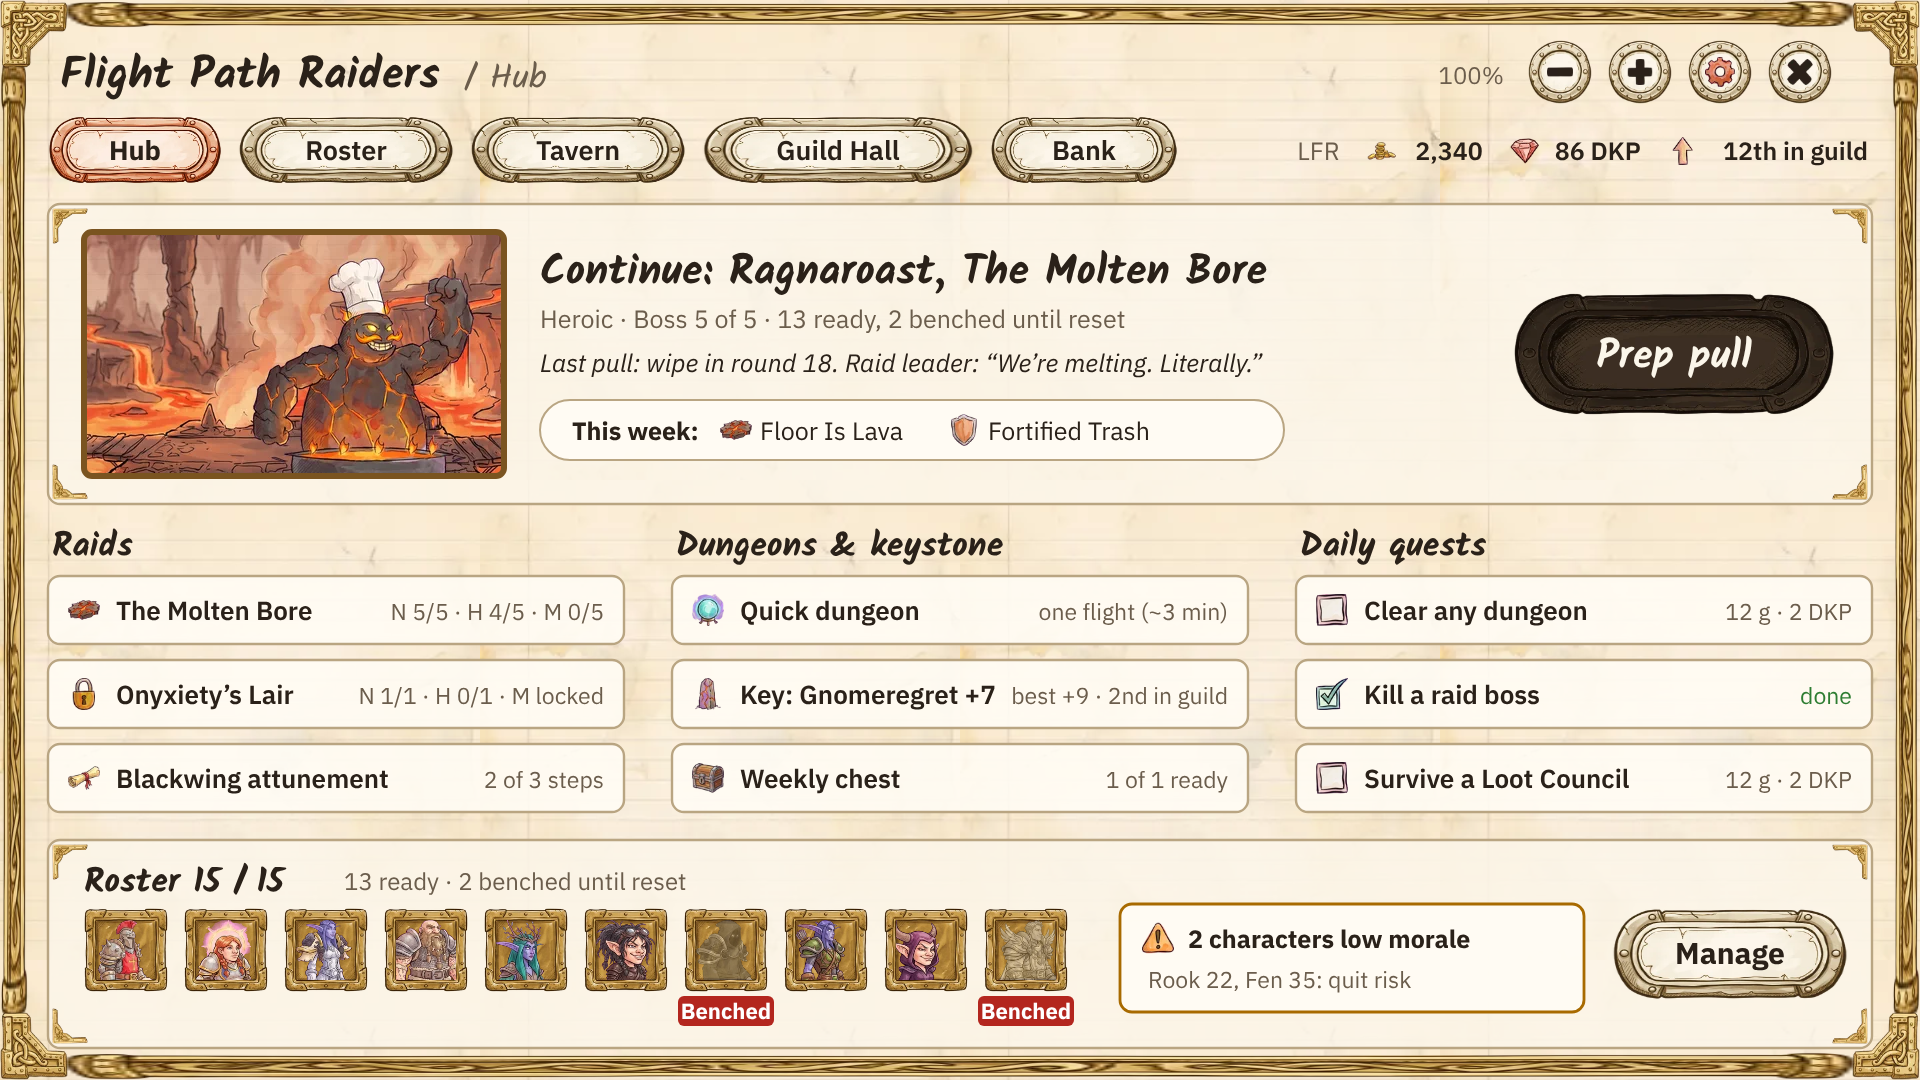 Flight Path Raiders / Hub
100%
Hub Roster Tavern Guild Hall Bank
LFR 2,340 86 DKP 12th in guild
Continue: Ragnaroast, The Molten Bore
Heroic · Boss 5 of 5 · 13 ready, 2 benched until reset
Last pull: wipe in round 18. Raid leader: “We’re melting. Literally.”
This week: Floor Is Lava Fortified Trash
Prep pull
Raids
The Molten Bore N 5/5 · H 4/5 · M 0/5
Onyxiety’s Lair N 1/1 · H 0/1 · M locked
Blackwing attunement 2 of 3 steps
Dungeons & keystone
Quick dungeon one flight (~3 min)
Key: Gnomeregret +7 best +9 · 2nd in guild
Weekly chest 1 of 1 ready
Daily quests
Clear any dungeon 12 g · 2 DKP
Kill a raid boss done
Survive a Loot Council 12 g · 2 DKP
Roster 15 / 15 13 ready · 2 benched until reset
Benched
Benched
2 characters low morale
Rook 22, Fen 35: quit risk
Manage